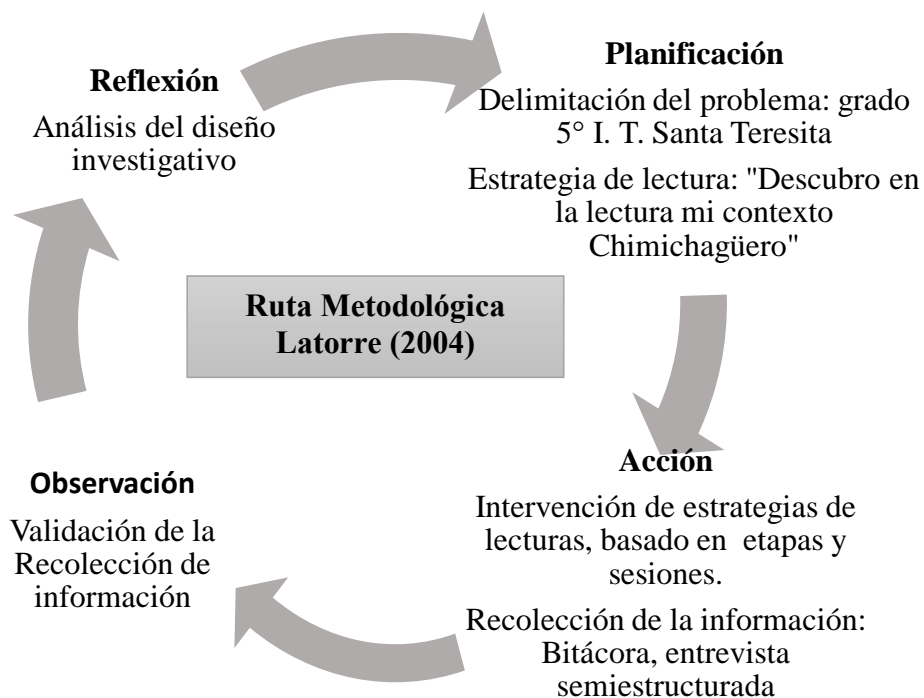 Reflexión
Análisis del diseño
investigativo
Planificación
Delimitación del problema: grado
5° I. T. Santa Teresita
Estrategia de lectura: "Descubro en
la lectura mi contexto
Chimichagüero"
Ruta Metodológica
Latorre (2004)
Acción
Intervención de estrategias de
lecturas, basado en etapas y
sesiones.
Recolección de la información:
Bitácora, entrevista
semiestructurada
Observación
Validación de la
Recolección de
información